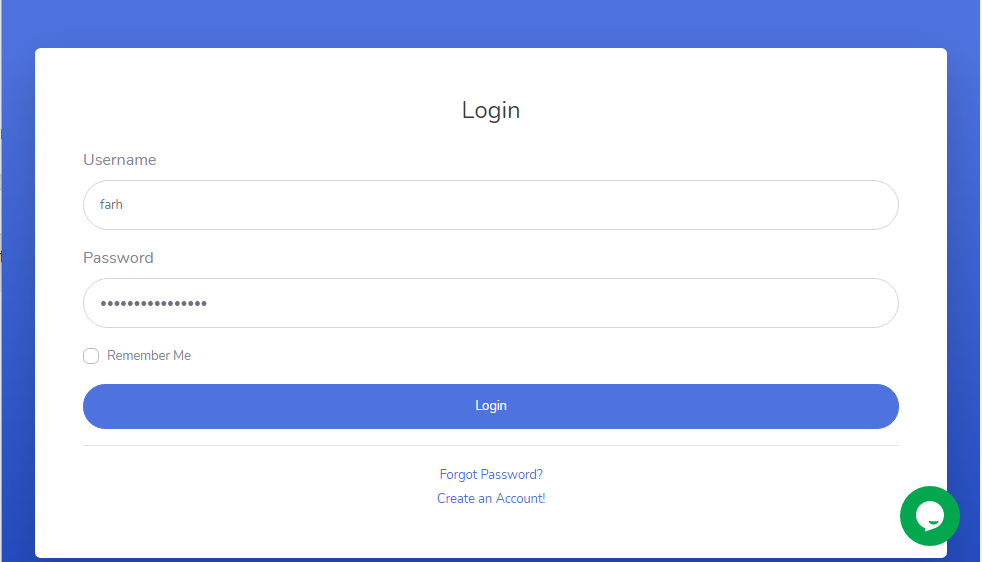 Login
Username
farh
Password
••••••••••••••••
Remember Me
Login
Forgot Password?
Create an Account!